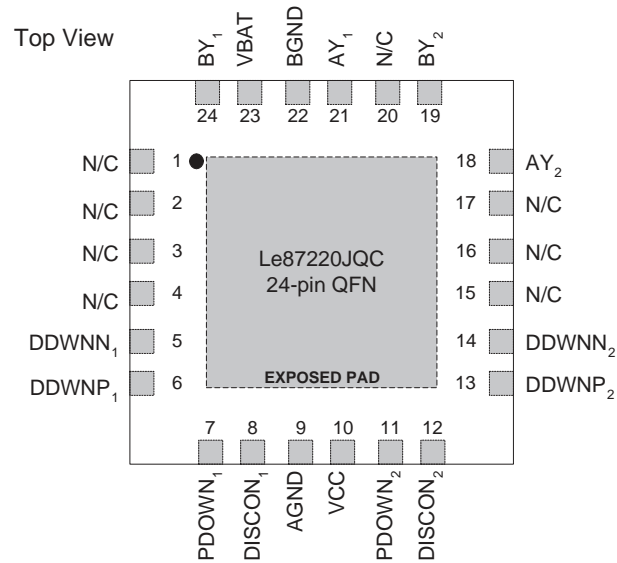 Top View
BY₁ VBAT BGND AY₁ N/C BY₂
24 23 22 21 20 19
N/C 1 18 AY₂
N/C 2 17 N/C
N/C 3 16 N/C
N/C 4 15 N/C
Le87220JQC
24-pin QFN
DDWNN₁ 5 14 DDWNN₂
DDWNP₁ 6 13 DDWNP₂
EXPOSED PAD
7 8 9 10 11 12
PDOWN₁ DISCON₁ AGND VCC PDOWN₂ DISCON₂